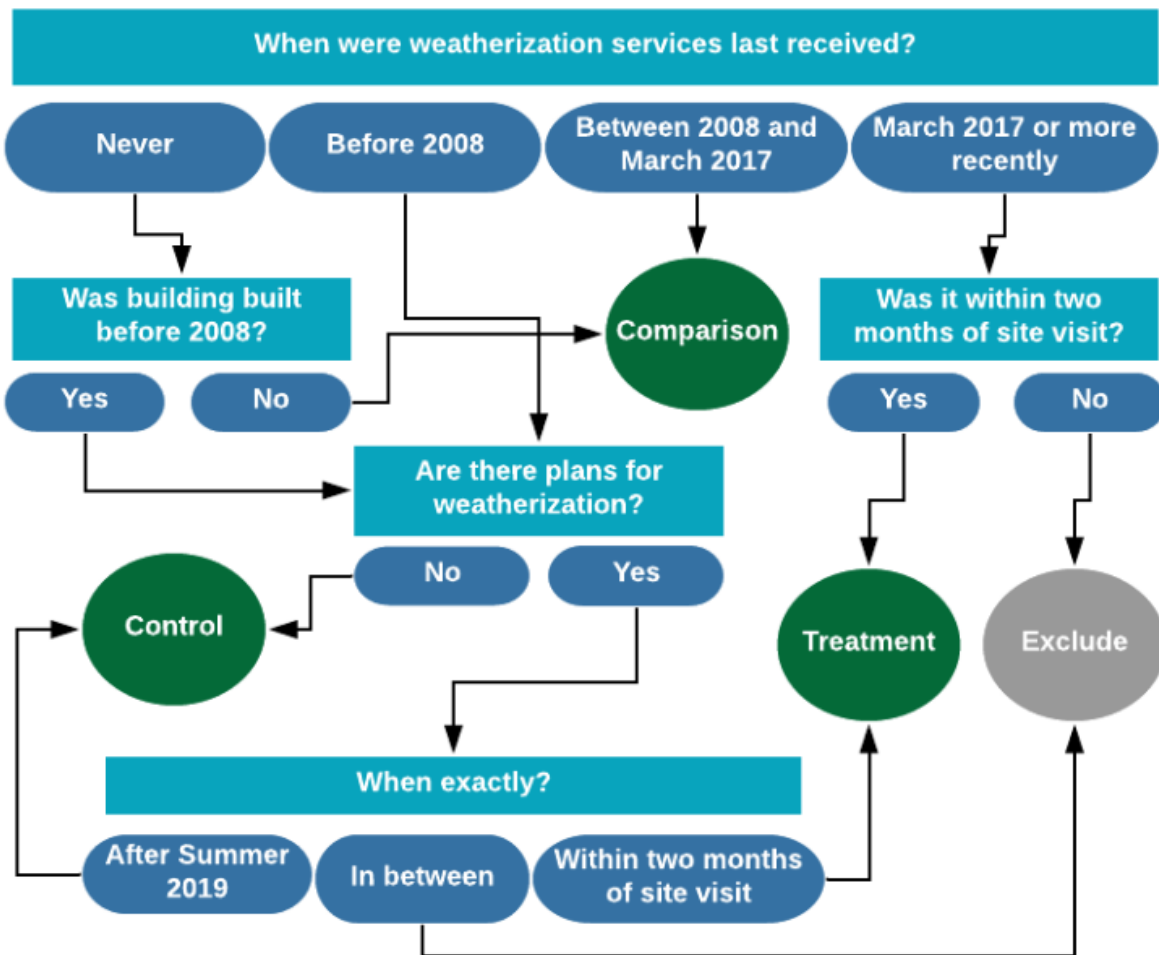 When were weatherization services last received?
Never
Before 2008
Between 2008 and
March 2017
March 2017 or more
recently
Was building built
before 2008?
Comparison
Was it within two
months of site visit?
Yes
No
Yes
No
Are there plans for
weatherization?
No
Yes
Control
Treatment
Exclude
When exactly?
After Summer
2019
In between
Within two months
of site visit